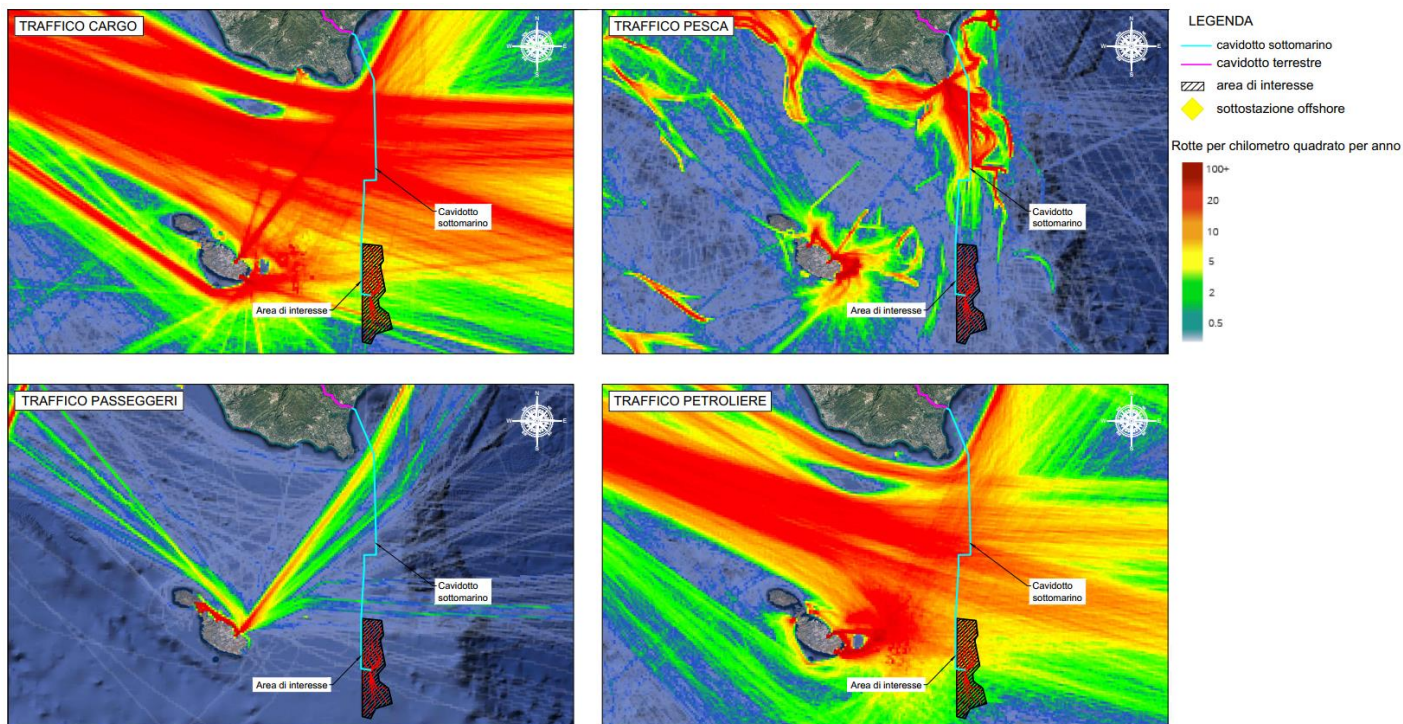 TRAFFICO CARGO
N
W
E
S
Cavidotto
sottomarino
Area di interesse
TRAFFICO PESCA
N
W
E
S
Cavidotto
sottomarino
Area di interesse
LEGENDA
cavidotto sottomarino
cavidotto terrestre
area di interesse
sottostazione offshore
Rotte per chilometro quadrato per anno
100+
20
10
5
2
0.5
TRAFFICO PASSEGGERI
N
W
E
S
Cavidotto
sottomarino
Area di interesse
TRAFFICO PETROLIERE
N
W
E
S
Cavidotto
sottomarino
Area di interesse